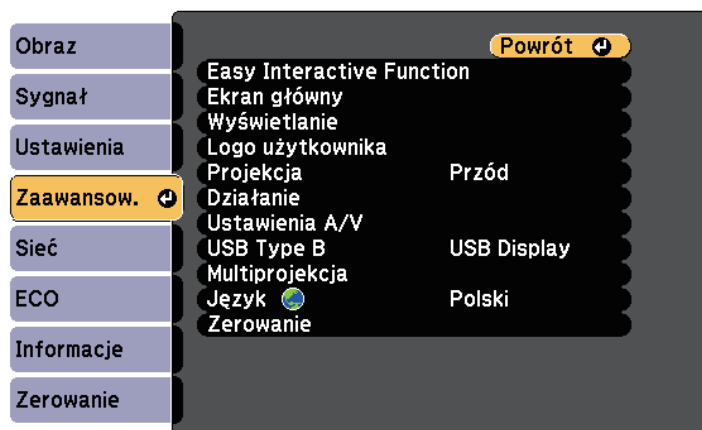 Obraz
Sygnał
Ustawienia
Zaawansow.
Sieć
ECO
Informacje
Zerowanie
Powrót
Easy Interactive Function
Ekran główny
Wyświetlanie
Logo użytkownika
Projekcja Przód
Działanie
Ustawienia A/V
USB Type B USB Display
Multiprojekcja
Język Polski
Zerowanie